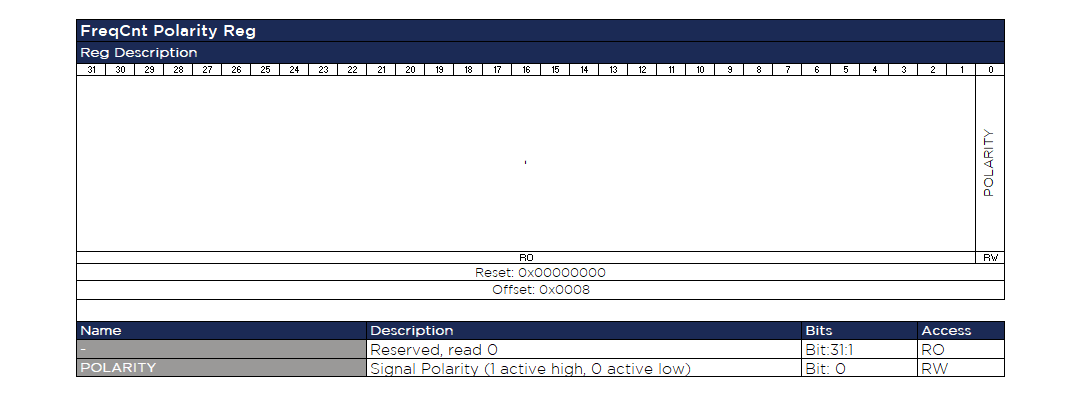 FreqCnt Polarity Reg
Reg Description
31 30 29 28 27 26 25 24 23 22 21 20 19 18 17 16 15 14 13 12 11 10 9 8 7 6 5 4 3 2 1 0
- POLARITY
RO RW
Reset: 0x00000000
Offset: 0x0008
Name Description Bits Access
- Reserved, read 0 Bit:31:1 RO
POLARITY Signal Polarity (1 active high, 0 active low) Bit: 0 RW